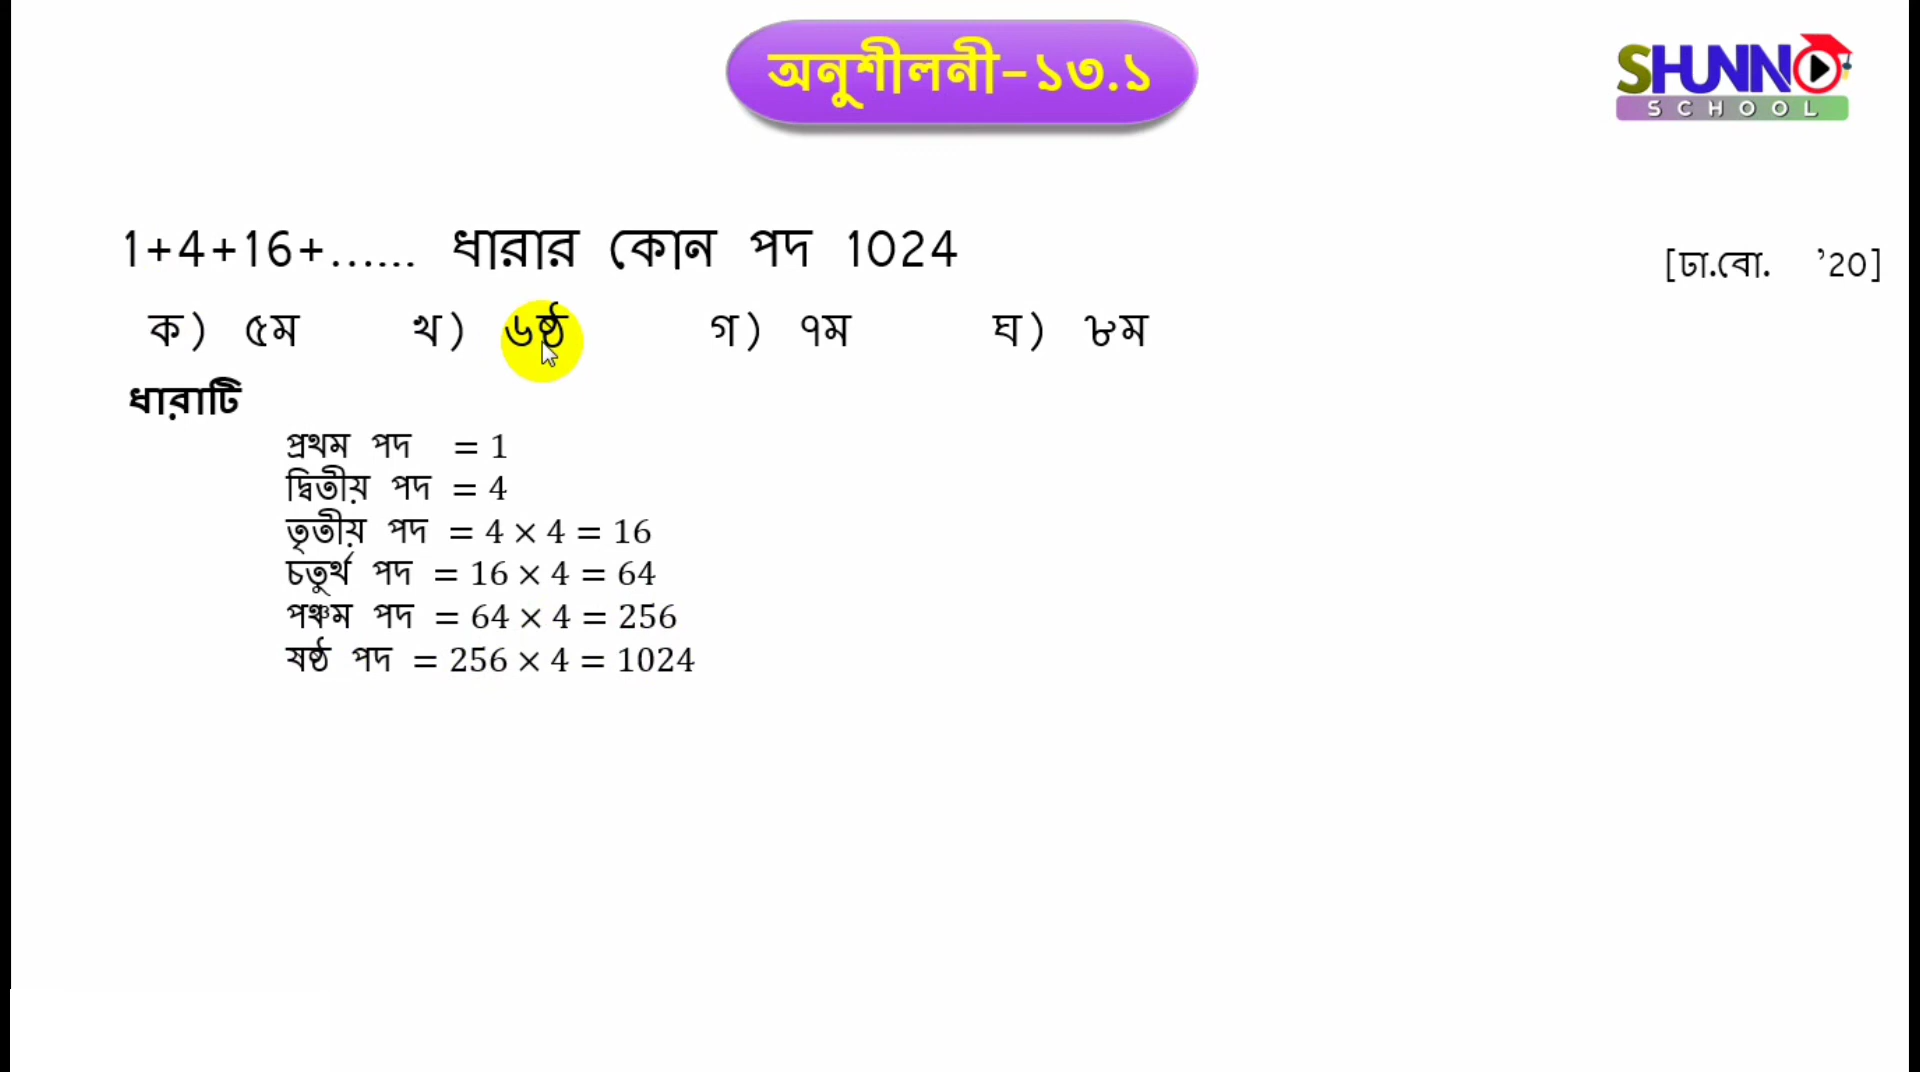 অনুশীলনী-১৩.১
SHUNNO
SCHOOL
1+4+16+...... ধারার কোন পদ 1024 [ঢা.বো. ’20]
ক) ৫ম খ) ৬ষ্ঠ গ) ৭ম ঘ) ৮ম
ধারাটি
প্রথম পদ = 1
দ্বিতীয় পদ = 4
তৃতীয় পদ = 4 × 4 = 16
চতুর্থ পদ = 16 × 4 = 64
পঞ্চম পদ = 64 × 4 = 256
ষষ্ঠ পদ = 256 × 4 = 1024